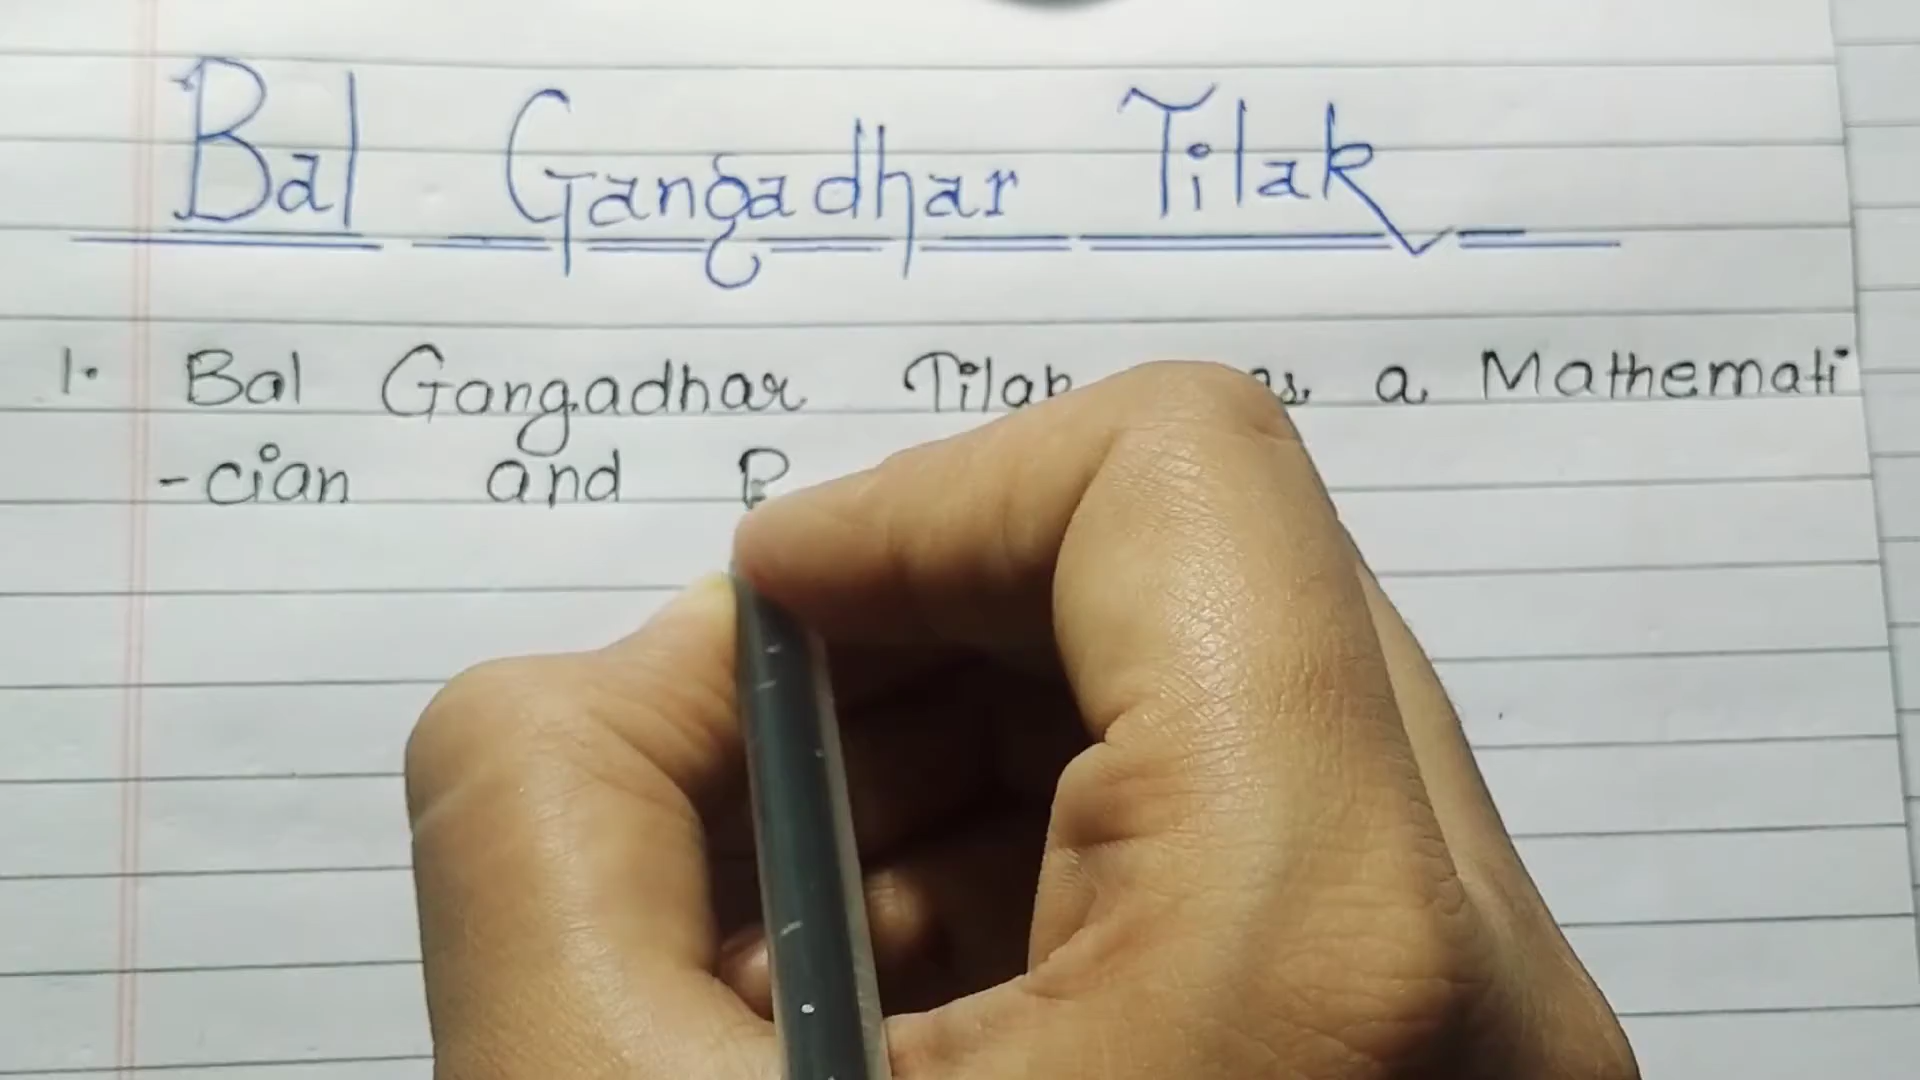 Bal Gangadhar Tilak
1. Bal Gangadhar Tilak a Mathemati
-cian and P